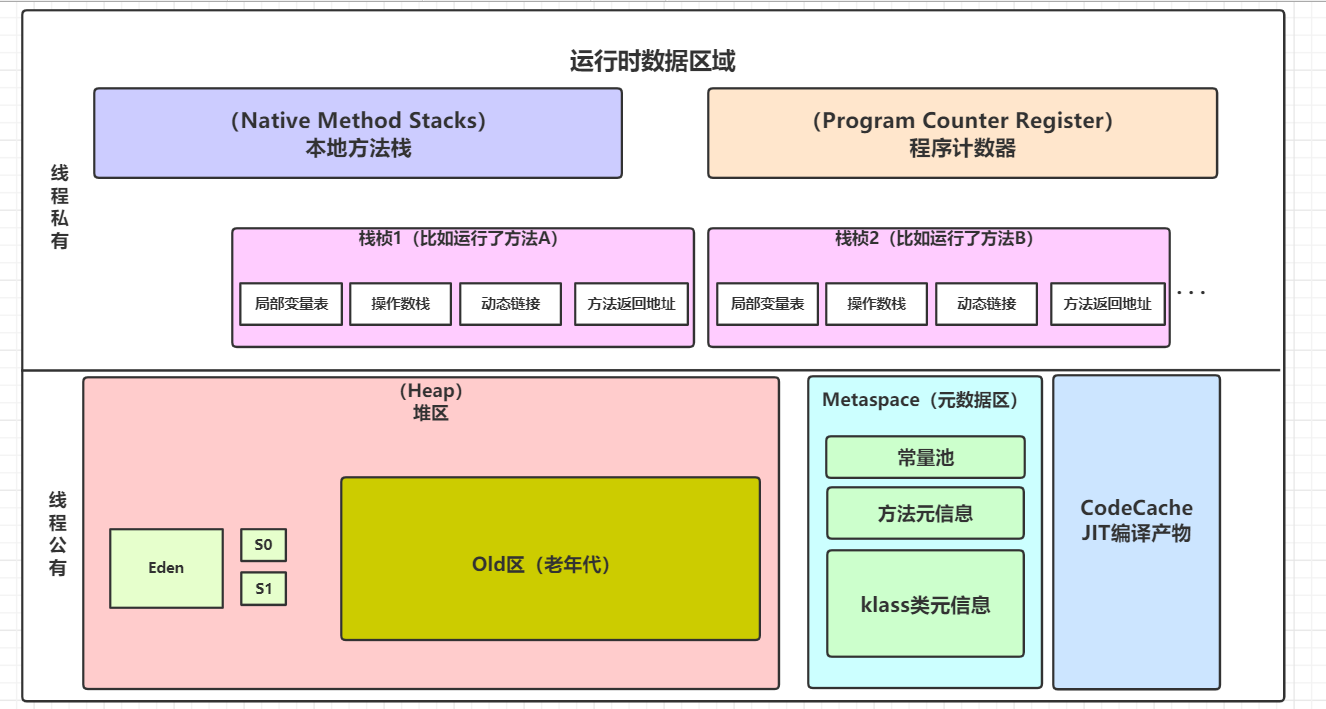 运行时数据区域
（Native Method Stacks）
本地方法栈
（Program Counter Register）
程序计数器
线程私有
栈桢1（比如运行了方法A）
局部变量表
操作数栈
动态链接
方法返回地址
栈桢2（比如运行了方法B）
局部变量表
操作数栈
动态链接
方法返回地址
···
线程公有
（Heap）
堆区
Eden
S0
S1
Old区（老年代）
Metaspace（元数据区）
常量池
方法元信息
klass类元信息
CodeCache
JIT编译产物